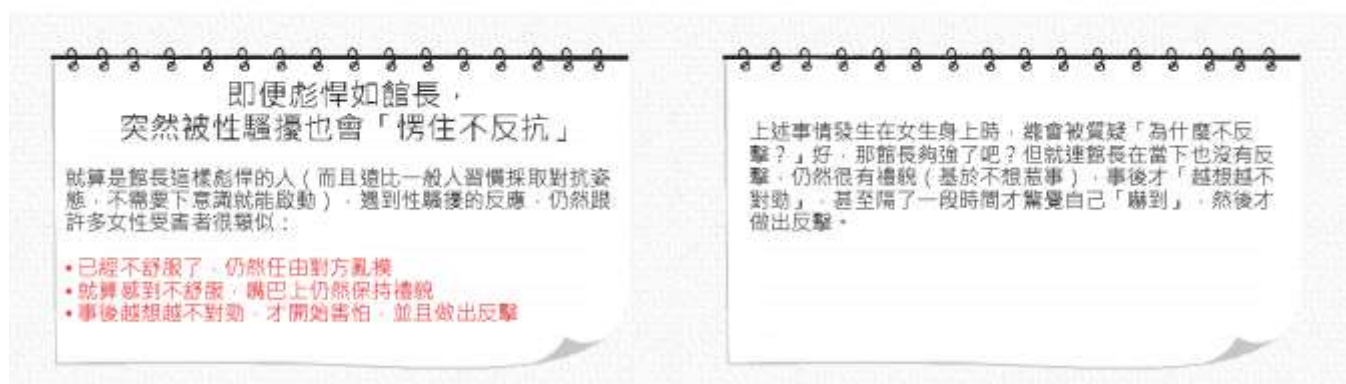 即便彪悍如館長，
突然被性騷擾也會「愣住不反抗」
就算是館長這樣彪悍的人（而且遠比一般人習慣採取對抗姿
態，不需要下意識就能啟動），遇到性騷擾的反應，仍然跟
許多女性受害者很類似：
• 已經不舒服了，仍然任由對方亂摸
• 就算感到不舒服，嘴巴上仍然保持禮貌
• 事後越想越不對勁，才開始害怕，並且做出反擊
上述事情發生在女生身上時，總會被質疑「為什麼不反
擊？」好，那館長夠強了吧？但就連館長在當下也沒有反
擊，仍然很有禮貌（基於不想惹事），事後才「越想越不
對勁」，甚至隔了一段時間才驚覺自己「嚇到」，然後才
做出反擊。